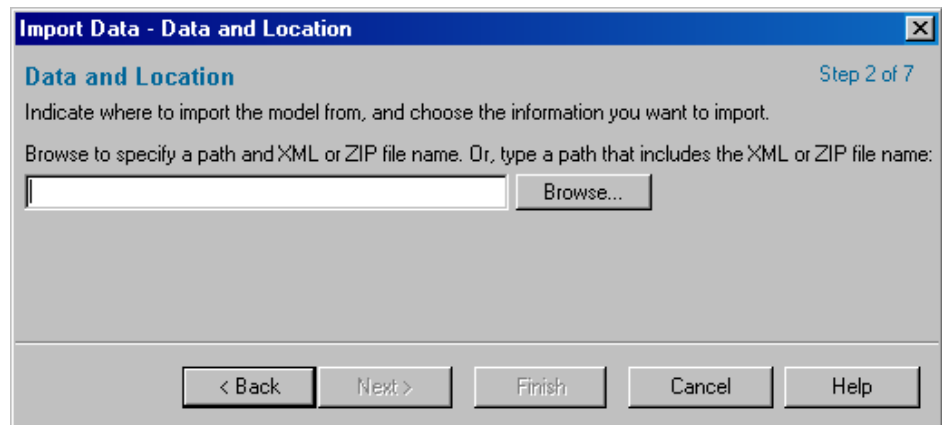 Import Data - Data and Location
Data and Location
Step 2 of 7
Indicate where to import the model from, and choose the information you want to import.
Browse to specify a path and XML or ZIP file name. Or, type a path that includes the XML or ZIP file name:
Browse...
< Back
Next >
Finish
Cancel
Help